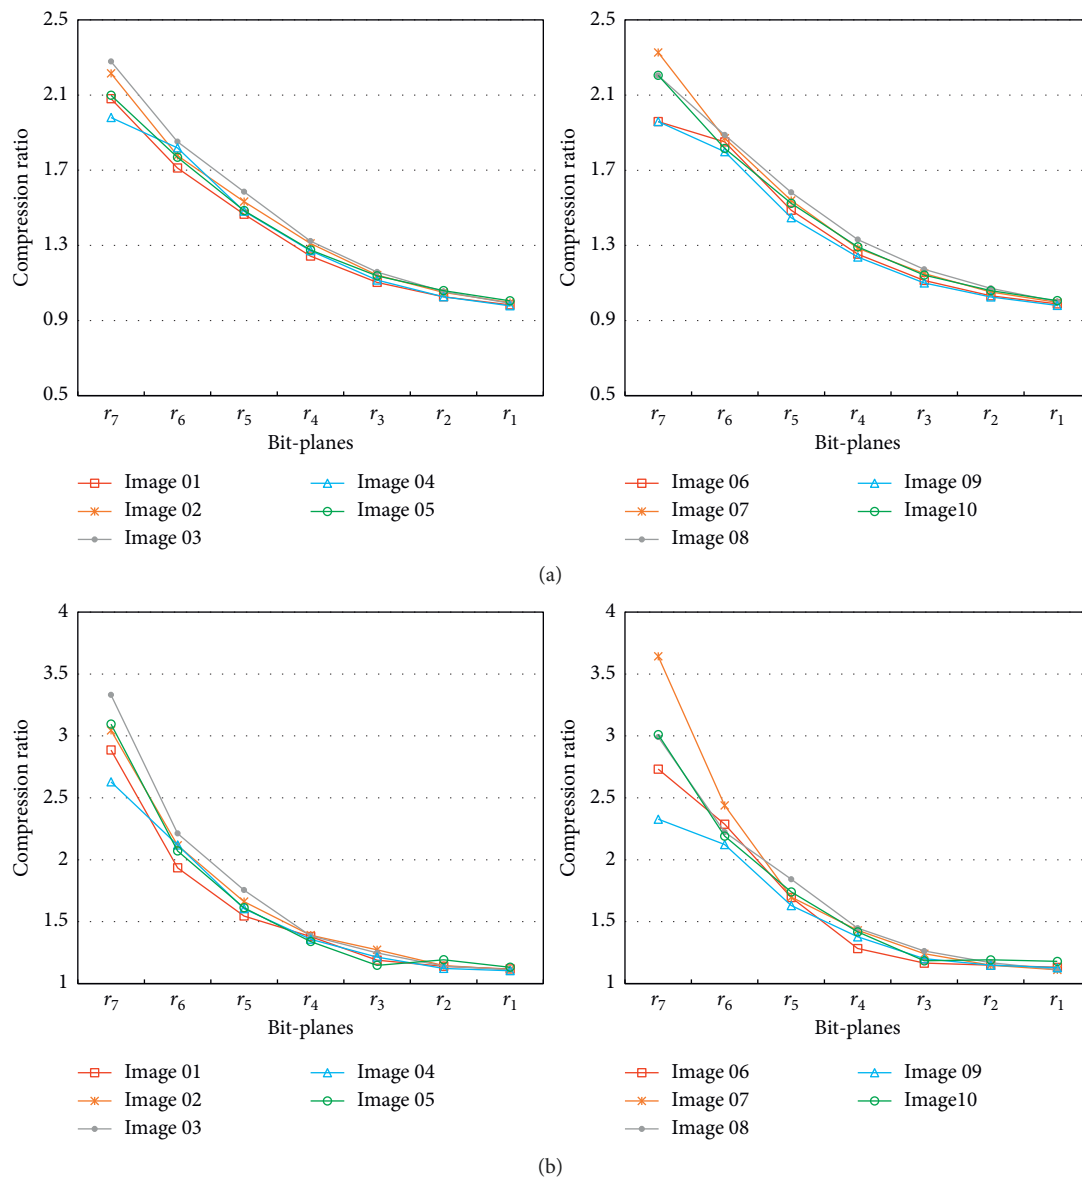 2.5
2.1
1.7
1.3
0.9
0.5
Compression ratio
r7 r6 r5 r4 r3 r2 r1
Bit-planes
Image 01
Image 02
Image 03
Image 04
Image 05
2.5
2.1
1.7
1.3
0.9
0.5
Compression ratio
r7 r6 r5 r4 r3 r2 r1
Bit-planes
Image 06
Image 07
Image 08
Image 09
Image10
(a)
4
3.5
3
2.5
2
1.5
1
Compression ratio
r7 r6 r5 r4 r3 r2 r1
Bit-planes
Image 01
Image 02
Image 03
Image 04
Image 05
4
3.5
3
2.5
2
1.5
1
Compression ratio
r7 r6 r5 r4 r3 r2 r1
Bit-planes
Image 06
Image 07
Image 08
Image 09
Image10
(b)